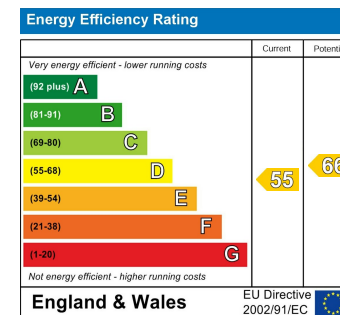 Energy Efficiency Rating
Current Potenti
Very energy efficient - lower running costs
(92 plus) A
(81-91) B
(69-80) C
(55-68) D
(39-54) E
(21-38) F
(1-20) G
55
66
Not energy efficient - higher running costs
England & Wales
EU Directive
2002/91/EC